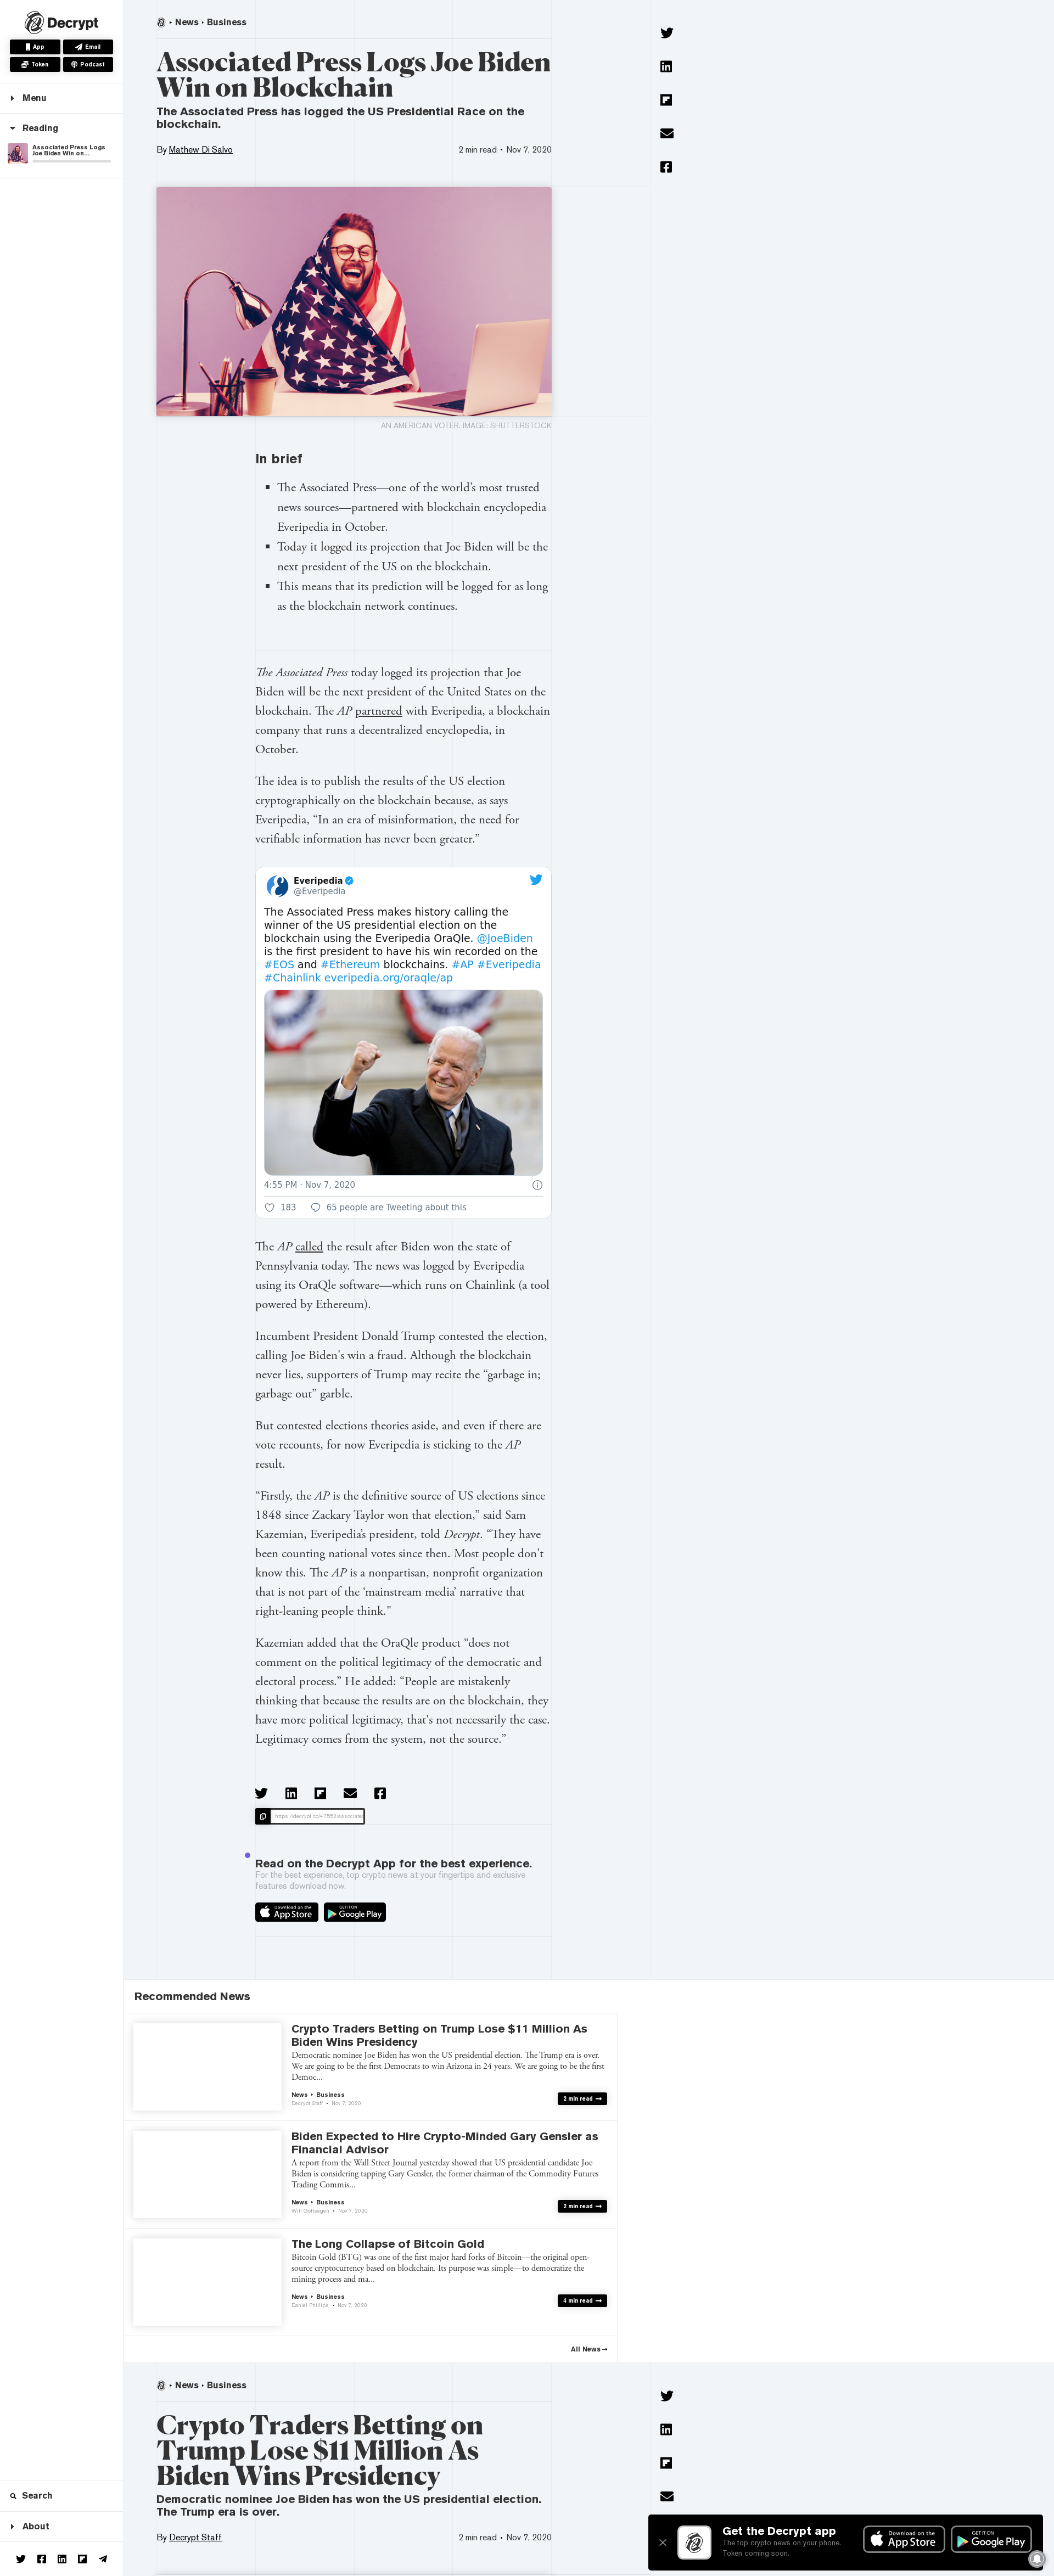 Decrypt
App
Email
Token
Podcast
Menu
Reading
Associated Press Logs
Joe Biden Win on...
Search
About
• News • Business
Associated Press Logs Joe Biden
Win on Blockchain
The Associated Press has logged the US Presidential Race on the
blockchain.
By Mathew Di Salvo
2 min read • Nov 7, 2020
AN AMERICAN VOTER. IMAGE: SHUTTERSTOCK
In brief
The Associated Press—one of the world’s most trusted
news sources—partnered with blockchain encyclopedia
Everipedia in October.
Today it logged its projection that Joe Biden will be the
next president of the US on the blockchain.
This means that its prediction will be logged for as long
as the blockchain network continues.
The Associated Press today logged its projection that Joe
Biden will be the next president of the United States on the
blockchain. The AP partnered with Everipedia, a blockchain
company that runs a decentralized encyclopedia, in
October.
The idea is to publish the results of the US election
cryptographically on the blockchain because, as says
Everipedia, “In an era of misinformation, the need for
verifiable information has never been greater.”
Everipedia
@Everipedia
The Associated Press makes history calling the
winner of the US presidential election on the
blockchain using the Everipedia OraQle. @JoeBiden
is the first president to have his win recorded on the
#EOS and #Ethereum blockchains. #AP #Everipedia
#Chainlink everipedia.org/oraqle/ap
4:55 PM · Nov 7, 2020
183
65 people are Tweeting about this
The AP called the result after Biden won the state of
Pennsylvania today. The news was logged by Everipedia
using its OraQle software—which runs on Chainlink (a tool
powered by Ethereum).
Incumbent President Donald Trump contested the election,
calling Joe Biden's win a fraud. Although the blockchain
never lies, supporters of Trump may recite the “garbage in;
garbage out” garble.
But contested elections theories aside, and even if there are
vote recounts, for now Everipedia is sticking to the AP
result.
“Firstly, the AP is the definitive source of US elections since
1848 since Zackary Taylor won that election,” said Sam
Kazemian, Everipedia’s president, told Decrypt. “They have
been counting national votes since then. Most people don't
know this. The AP is a nonpartisan, nonprofit organization
that is not part of the ‘mainstream media’ narrative that
right-leaning people think.”
Kazemian added that the OraQle product “does not
comment on the political legitimacy of the democratic and
electoral process.” He added: “People are mistakenly
thinking that because the results are on the blockchain, they
have more political legitimacy, that's not necessarily the case.
Legitimacy comes from the system, not the source.”
Read on the Decrypt App for the best experience.
For the best experience, top crypto news at your fingertips and exclusive
features download now.
Download on the
App Store
GET IT ON
Google Play
Recommended News
Crypto Traders Betting on Trump Lose $11 Million As
Biden Wins Presidency
Democratic nominee Joe Biden has won the US presidential election. The Trump era is over.
We are going to be the first Democrats to win Arizona in 24 years. We are going to be the first
Democ...
News • Business
Decrypt Staff • Nov 7, 2020
2 min read
Biden Expected to Hire Crypto-Minded Gary Gensler as
Financial Advisor
A report from the Wall Street Journal yesterday showed that US presidential candidate Joe
Biden is considering tapping Gary Gensler, the former chairman of the Commodity Futures
Trading Commis...
News • Business
Will Gottsegen • Nov 7, 2020
2 min read
The Long Collapse of Bitcoin Gold
Bitcoin Gold (BTG) was one of the first major hard forks of Bitcoin—the original open-
source cryptocurrency based on blockchain. Its purpose was simple—to democratize the
mining process and ma...
News • Business
Daniel Phillips • Nov 7, 2020
4 min read
All News
• News • Business
Crypto Traders Betting on
Trump Lose $11 Million As
Biden Wins Presidency
Democratic nominee Joe Biden has won the US presidential election.
The Trump era is over.
By Decrypt Staff
2 min read • Nov 7, 2020
Get the Decrypt app
The top crypto news on your phone.
Token coming soon.
Download on the
App Store
GET IT ON
Google Play